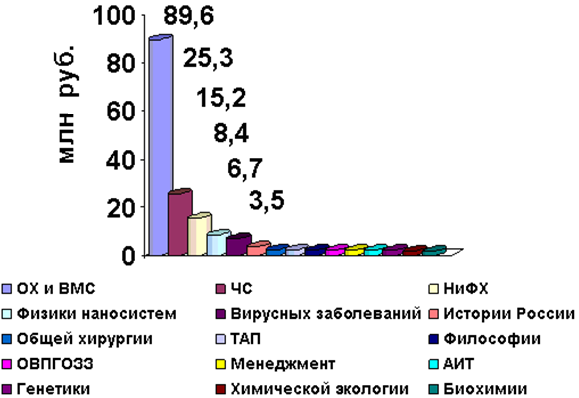 млн руб.
100
80
60
40
20
0
89,6
25,3
15,2
8,4
6,7
3,5
ОХ и ВМС ЧС НиФХ
Физики наносистем Вирусных заболеваний Истории России
Общей хирургии ТАП Философии
ОВПГОЗЗ Менеджмент АИТ
Генетики Химической экологии Биохимии